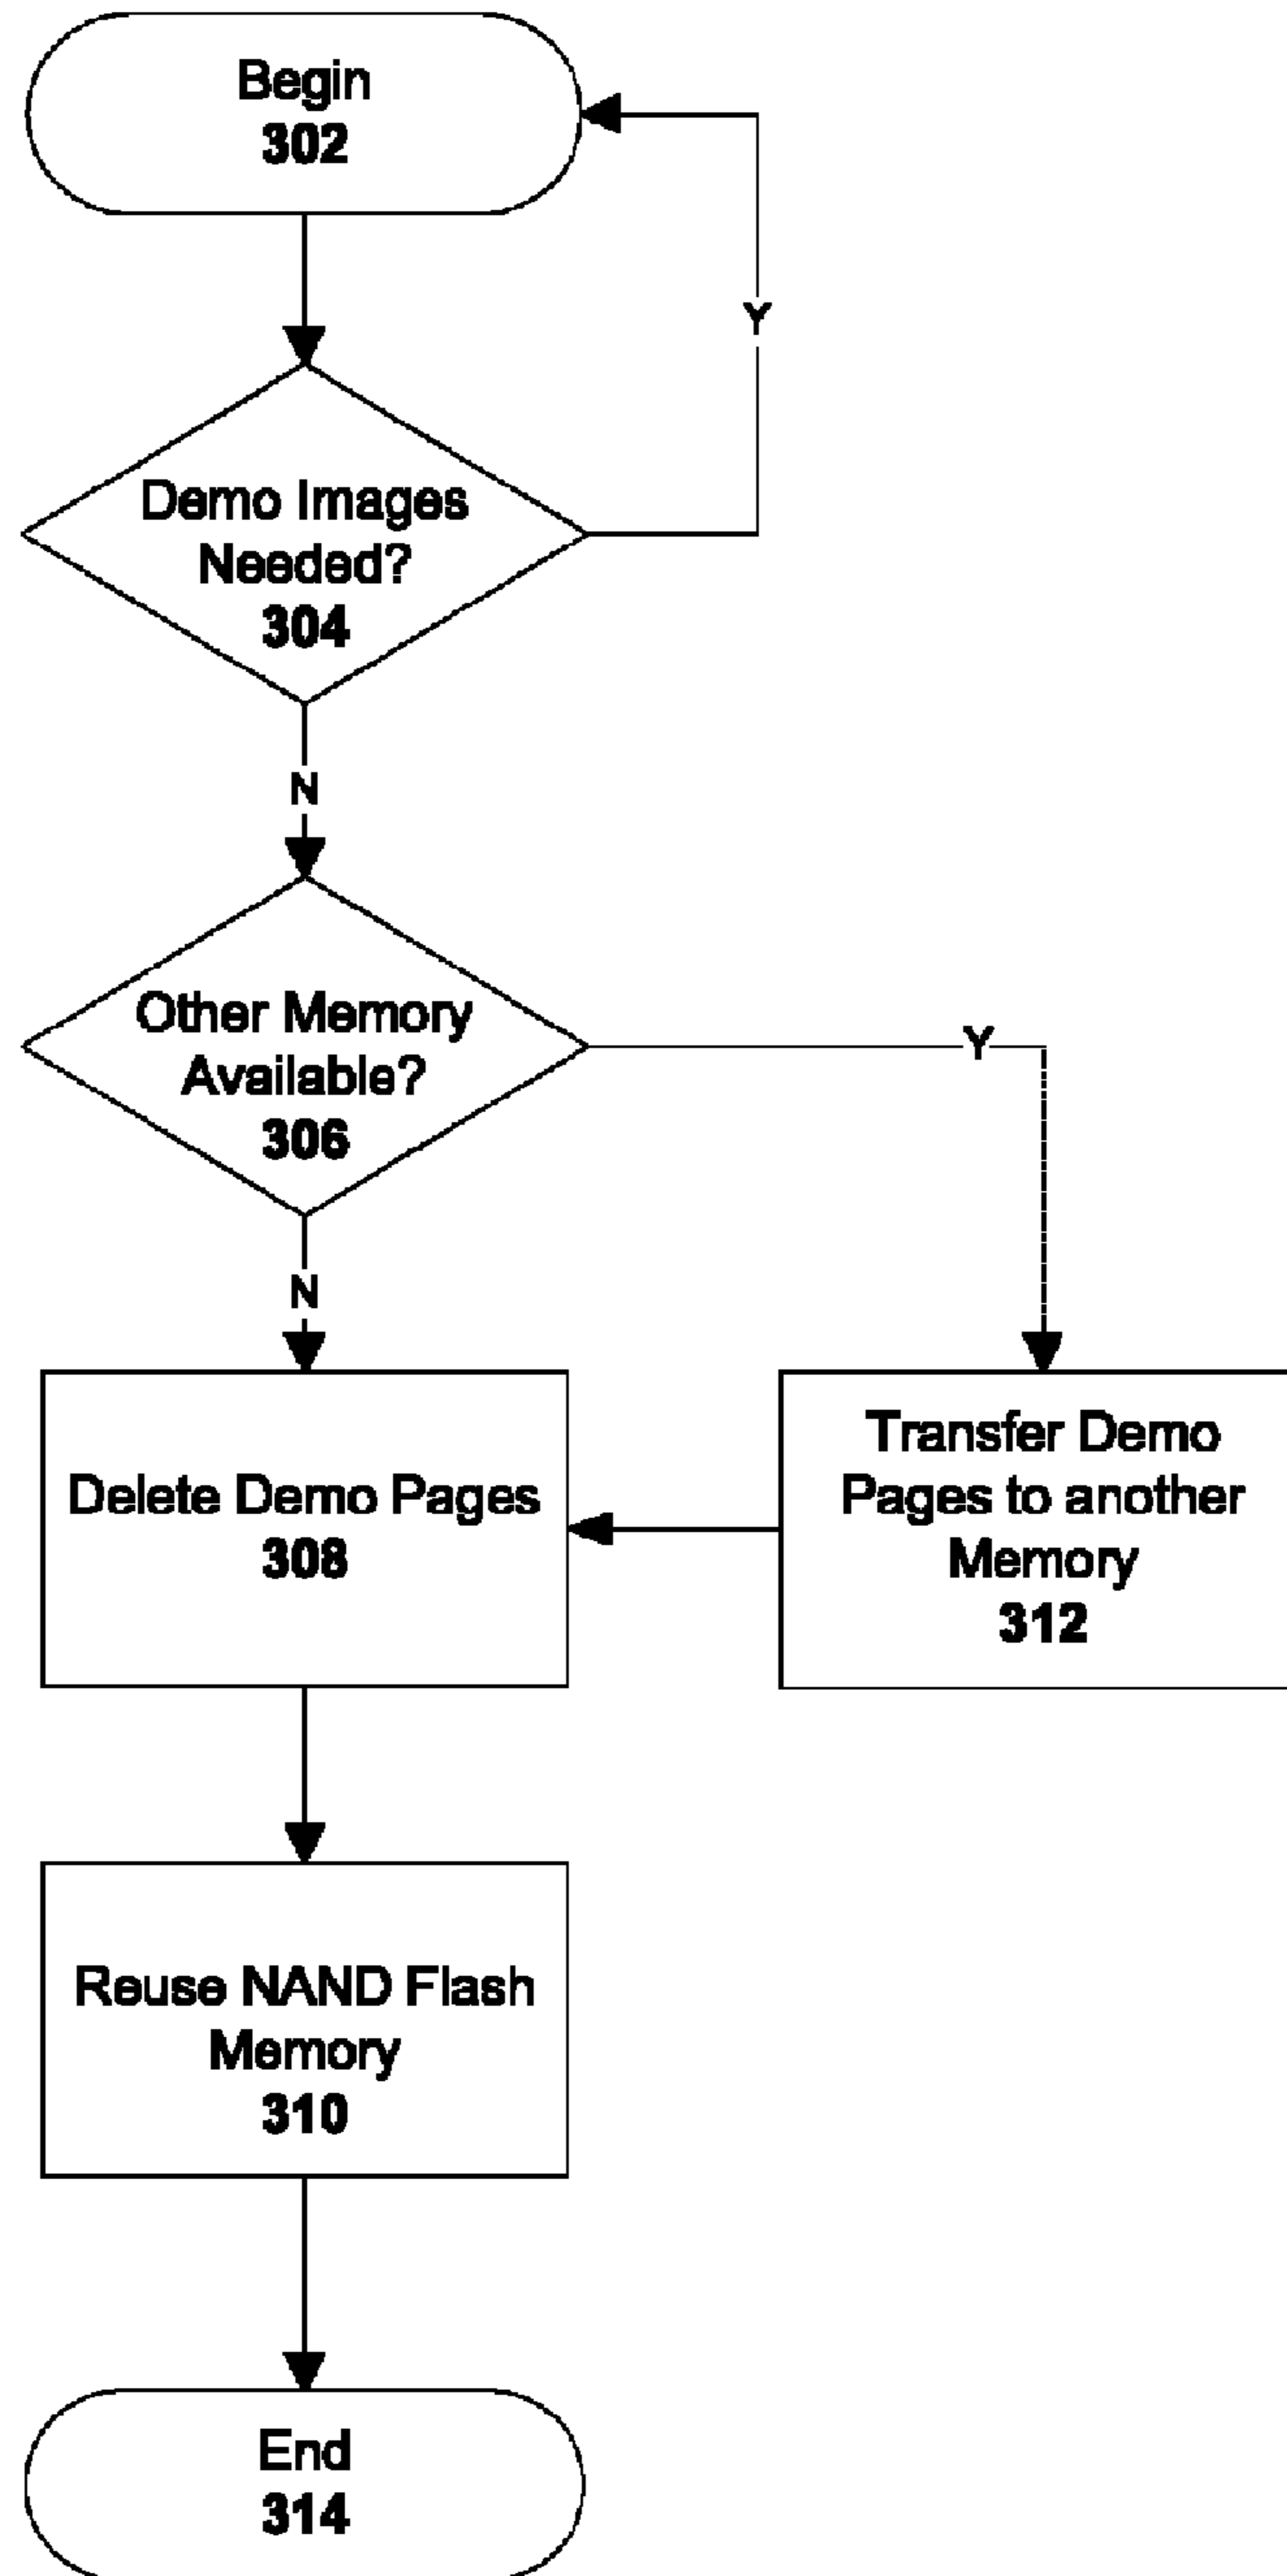 Begin
302
Y
Demo Images
Needed?
304
N
Other Memory
Available?
306
Y
N
Delete Demo Pages
308
Transfer Demo
Pages to another
Memory
312
Reuse NAND Flash
Memory
310
End
314